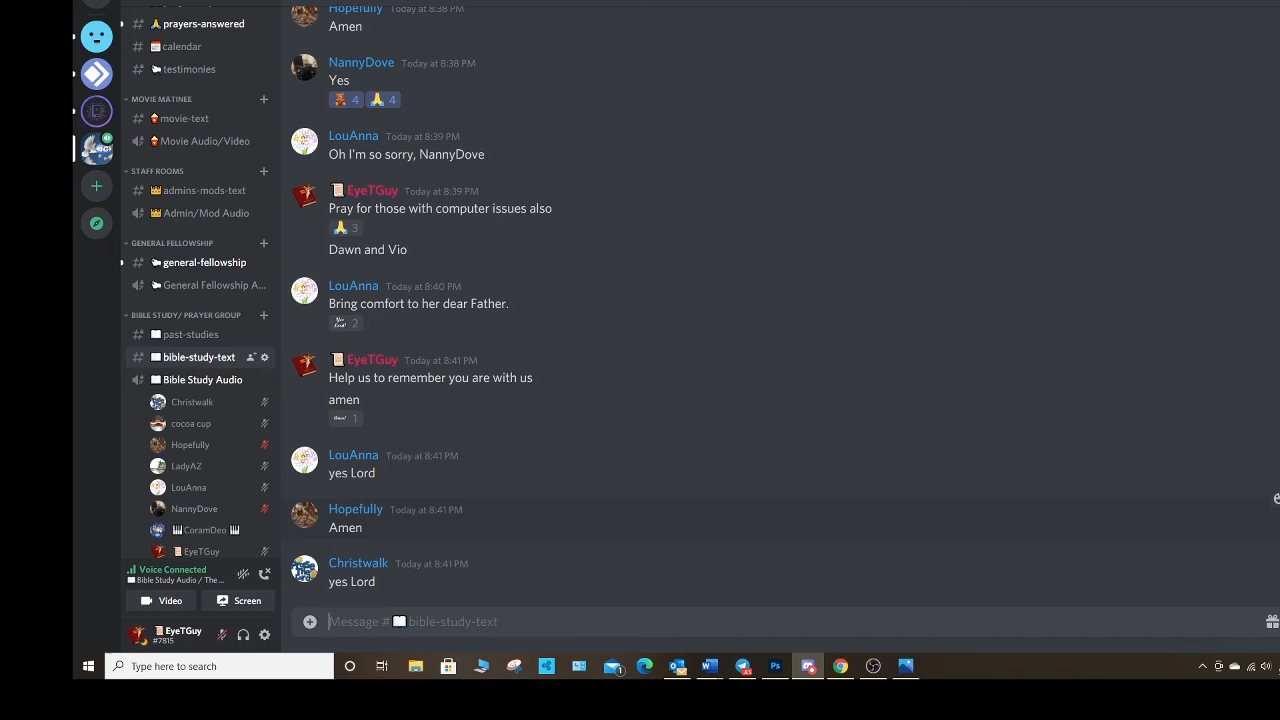 prayers-answered
calendar
testimonies
MOVIE MATINEE
movie-text
Movie Audio/Video
STAFF ROOMS
admins-mods-text
Admin/Mod Audio
GENERAL FELLOWSHIP
general-fellowship
General Fellowship A...
BIBLE STUDY/ PRAYER GROUP
past-studies
bible-study-text
Bible Study Audio
Christwalk
cocoa cup
Hopefully
LadyAZ
LouAnna
NannyDove
CoramDeo
EyeTGuy
Voice Connected
Bible Study Audio / The ...
Video Screen
EyeTGuy
#7815
Hopefully Today at 8:38 PM
Amen
NannyDove Today at 8:38 PM
Yes
4 4
LouAnna Today at 8:39 PM
Oh I'm so sorry, NannyDove
EyeTGuy Today at 8:39 PM
Pray for those with computer issues also
3
Dawn and Vio
LouAnna Today at 8:40 PM
Bring comfort to her dear Father.
Yes Lord! 2
EyeTGuy Today at 8:41 PM
Help us to remember you are with us
amen
1
LouAnna Today at 8:41 PM
yes Lord
Hopefully Today at 8:41 PM
Amen
Christwalk Today at 8:41 PM
yes Lord
Message # bible-study-text
Type here to search